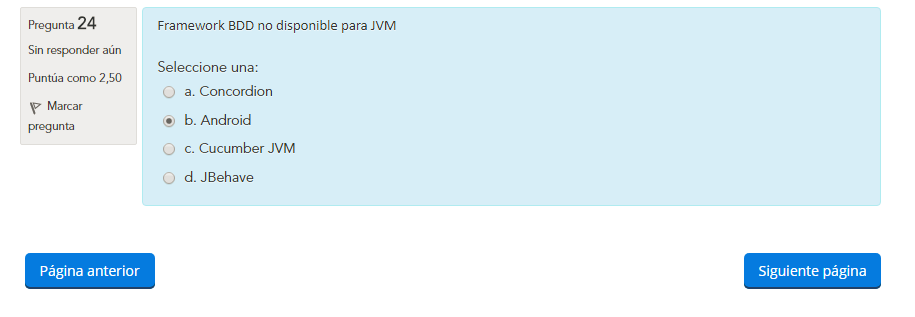 Pregunta 24
Sin responder aún
Puntúa como 2,50
Marcar
pregunta
Framework BDD no disponible para JVM
Seleccione una:
a. Concordion
b. Android
c. Cucumber JVM
d. JBehave
Página anterior
Siguiente página